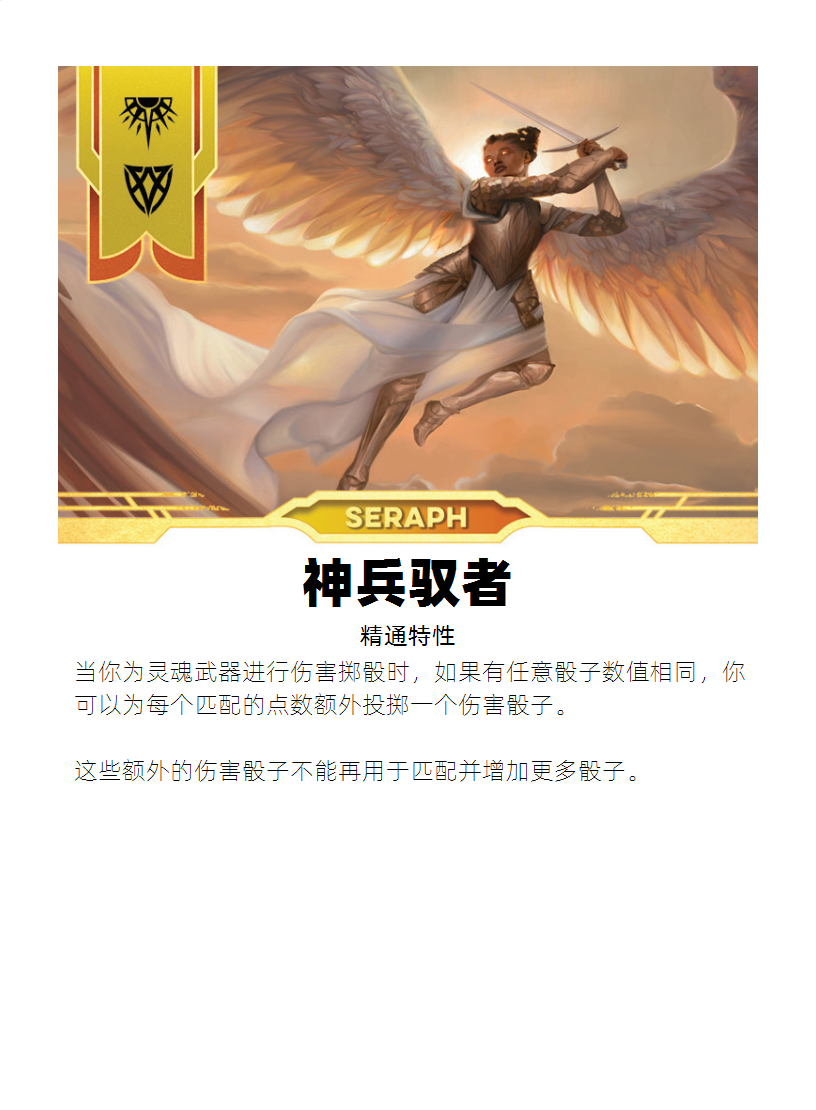 SERAPH
神兵驭者
精通特性
当你为灵魂武器进行伤害掷骰时，如果有任意骰子数值相同，你
可以为每个匹配的点数额外投掷一个伤害骰子。
这些额外的伤害骰子不能再用于匹配并增加更多骰子。